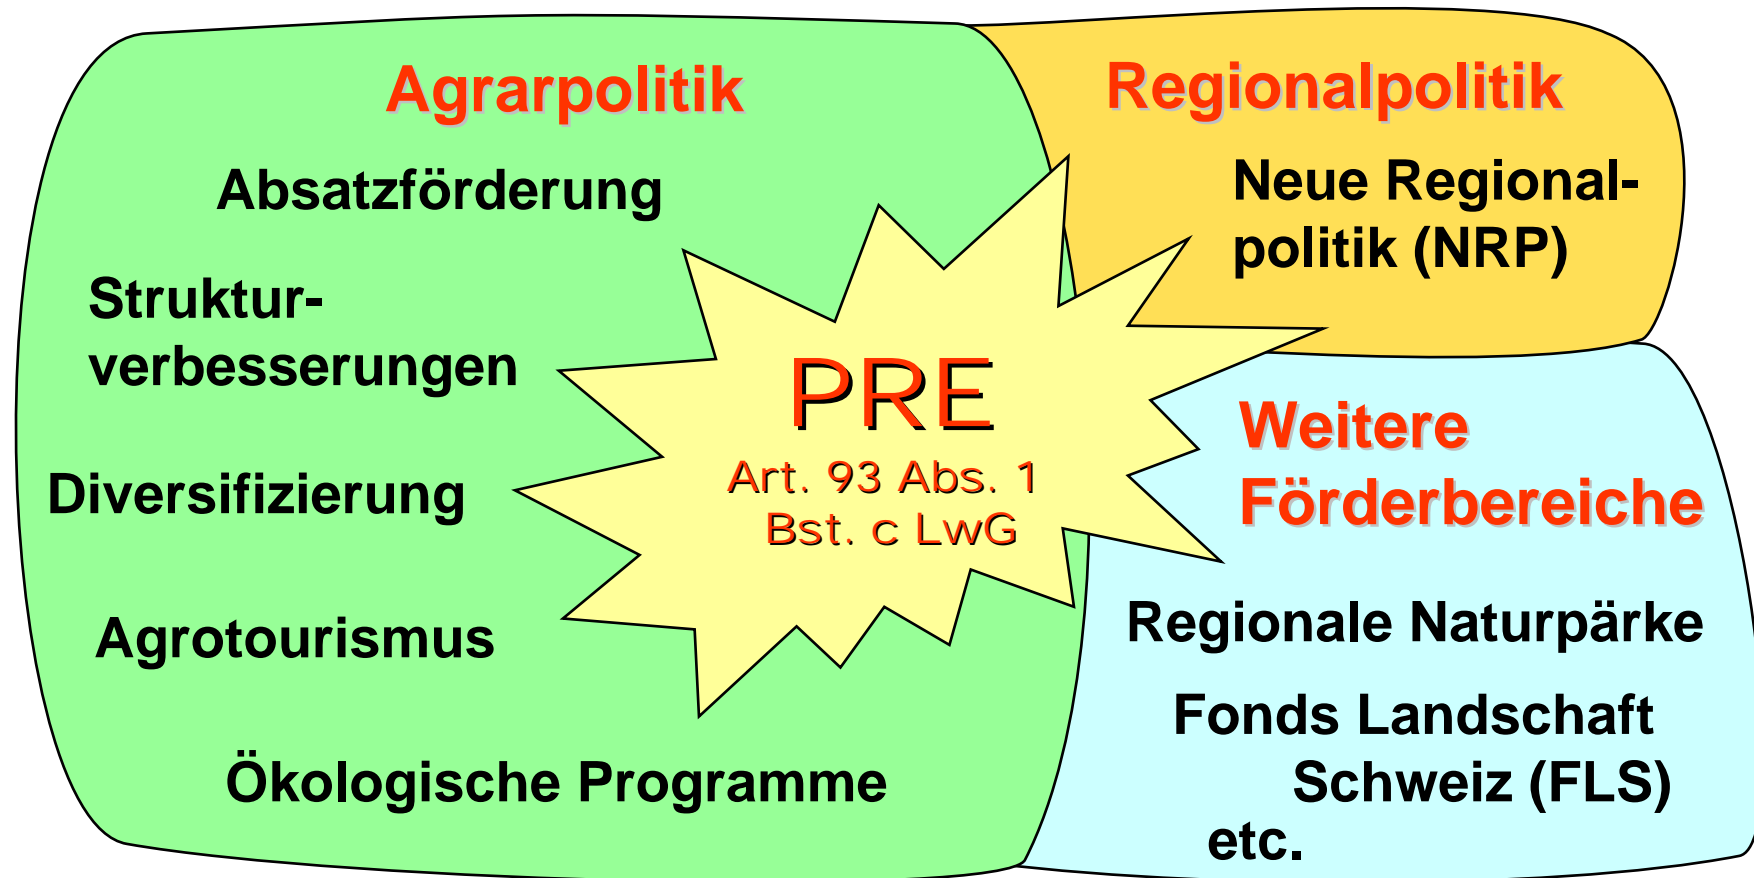 Agrarpolitik
Absatzförderung
Struktur-
verbesserungen
Diversifizierung
Agrotourismus
Ökologische Programme
PRE
Art. 93 Abs. 1
Bst. c LwG
Regionalpolitik
Neue Regional-
politik (NRP)
Weitere
Förderbereiche
Regionale Naturpärke
Fonds Landschaft
Schweiz (FLS)
etc.